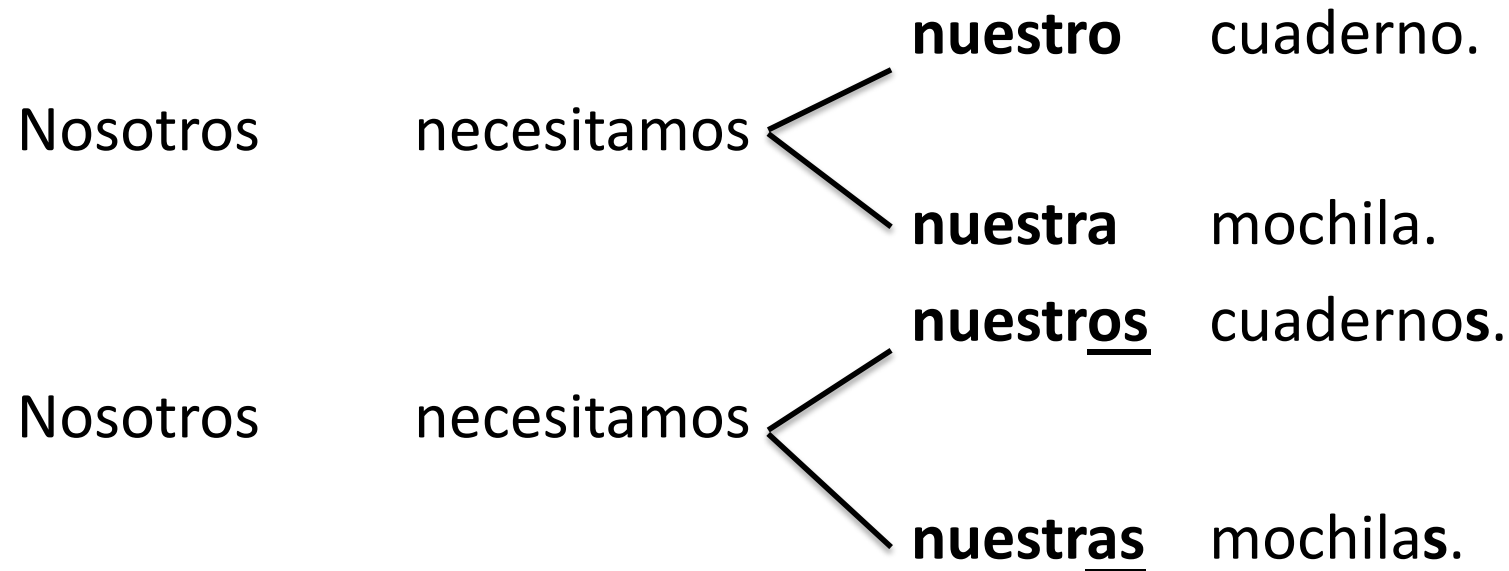 nuestro cuaderno.
Nosotros necesitamos
nuestra mochila.
nuestros cuadernos.
Nosotros necesitamos
nuestras mochilas.